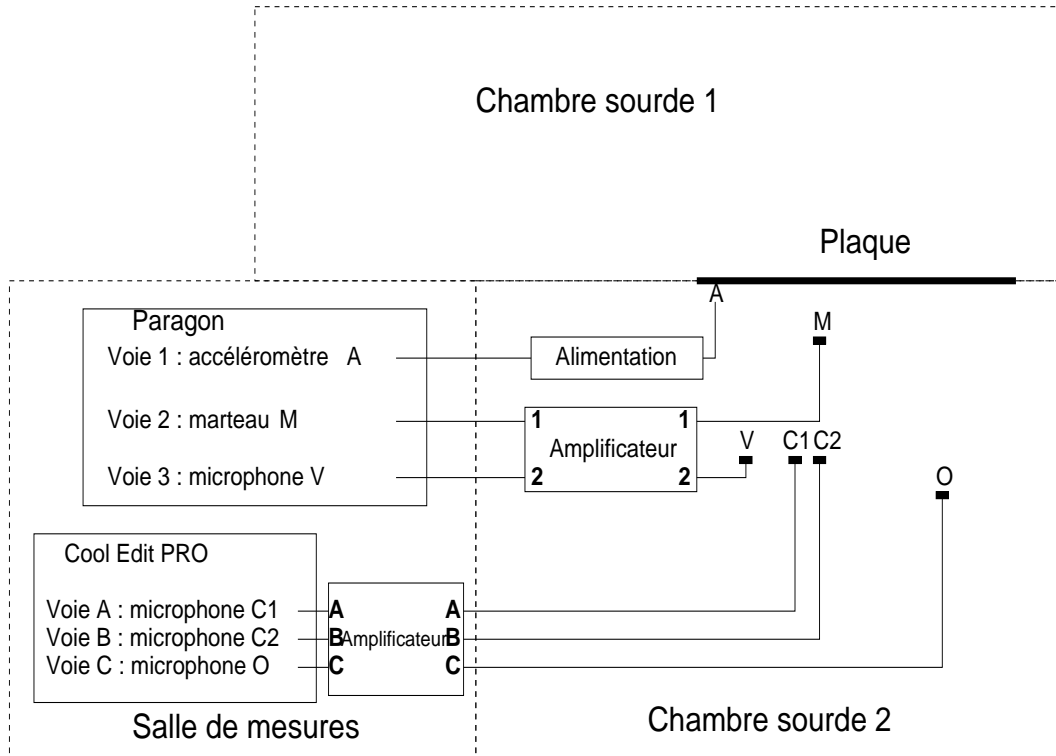 Chambre sourde 1
Plaque
A
M
Paragon
Voie 1 : accéléromètre A
Alimentation
Voie 2 : marteau M
1 1
Amplificateur
V C1 C2
Voie 3 : microphone V
2 2
O
Cool Edit PRO
Voie A : microphone C1
A A
Voie B : microphone C2
B Amplificateur B
Voie C : microphone O
C C
Salle de mesures
Chambre sourde 2